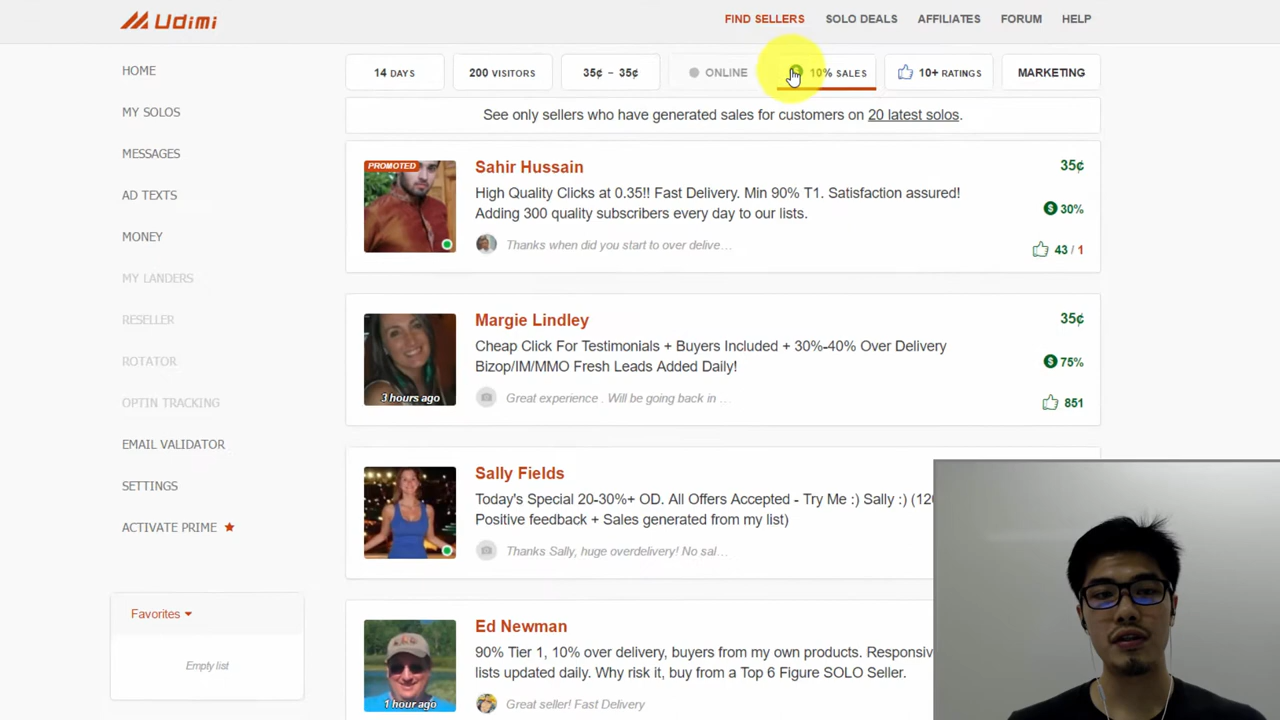 Udimi
FIND SELLERS
SOLO DEALS
AFFILIATES
FORUM
HELP
HOME
MY SOLOS
MESSAGES
AD TEXTS
MONEY
MY LANDERS
RESELLER
ROTATOR
OPTIN TRACKING
EMAIL VALIDATOR
SETTINGS
ACTIVATE PRIME
Favorites
Empty list
14 DAYS
200 VISITORS
35¢ – 35¢
ONLINE
10% SALES
10+ RATINGS
MARKETING
See only sellers who have generated sales for customers on 20 latest solos.
PROMOTED
Sahir Hussain
High Quality Clicks at 0.35!! Fast Delivery. Min 90% T1. Satisfaction assured!
Adding 300 quality subscribers every day to our lists.
Thanks when did you start to over delive…
35¢
30%
43 / 1
3 hours ago
Margie Lindley
Cheap Click For Testimonials + Buyers Included + 30%-40% Over Delivery
Bizop/IM/MMO Fresh Leads Added Daily!
Great experience . Will be going back in …
35¢
75%
851
Sally Fields
Today's Special 20-30%+ OD. All Offers Accepted - Try Me :) Sally :)
Positive feedback + Sales generated from my list)
Thanks Sally, huge overdelivery! No sal…
1 hour ago
Ed Newman
90% Tier 1, 10% over delivery, buyers from my own products. Responsiv
lists updated daily. Why risk it, buy from a Top 6 Figure SOLO Seller.
Great seller! Fast Delivery